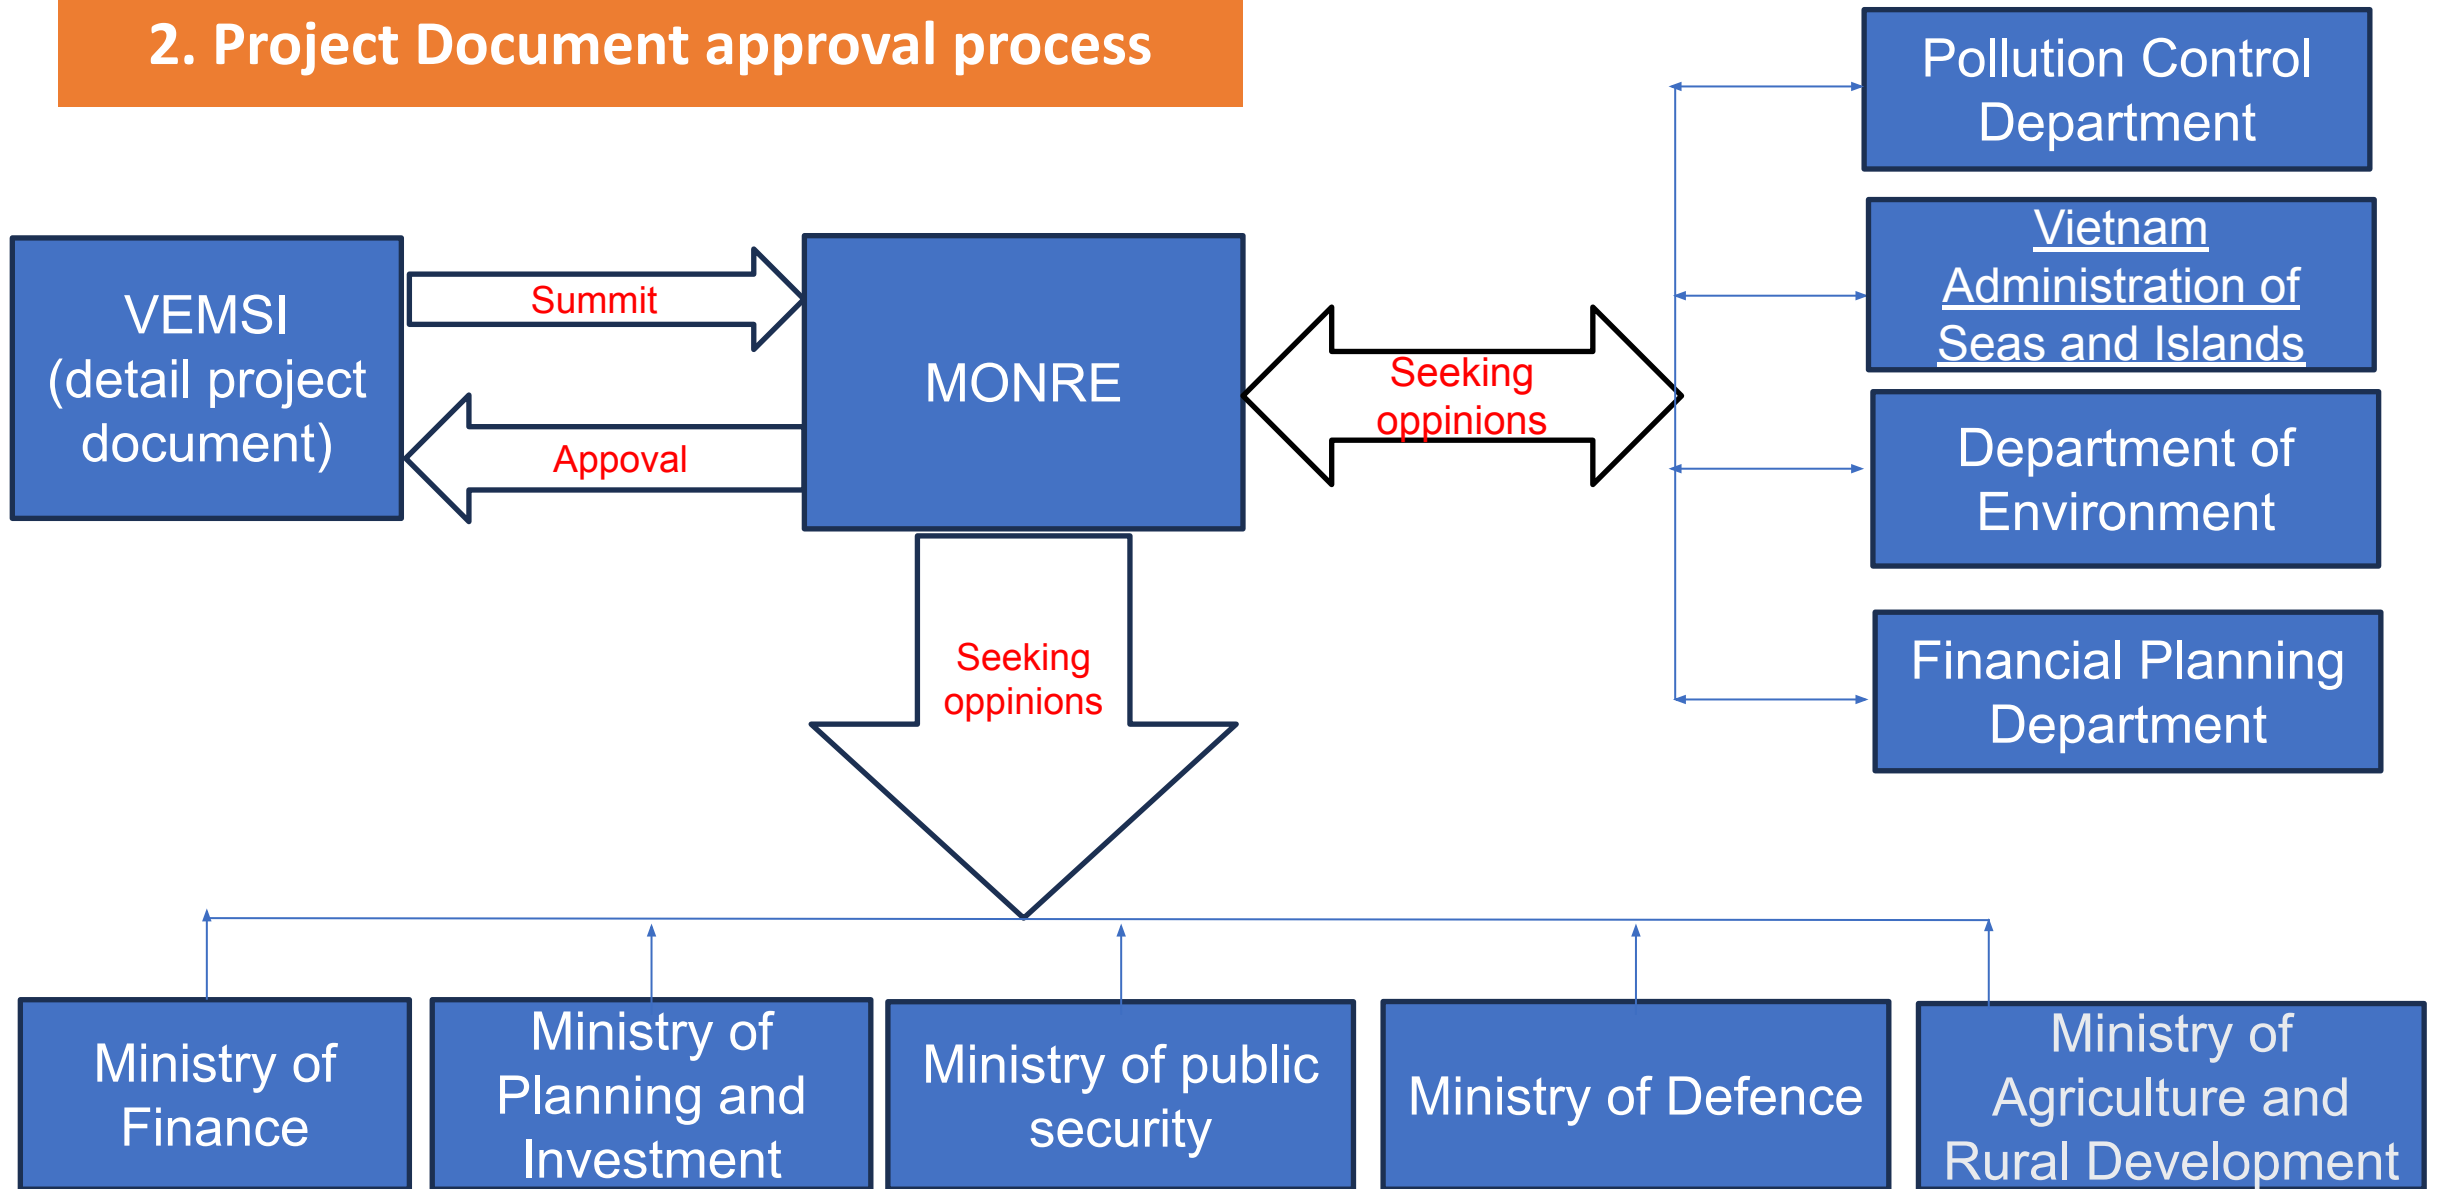 2. Project Document approval process
Pollution Control
Department
Vietnam
Administration of
Seas and Islands
VEMSI
(detail project
document)
Summit
Appoval
MONRE
Seeking
oppinions
Department of
Environment
Financial Planning
Department
Seeking
oppinions
Ministry of
Finance
Ministry of
Planning and
Investment
Ministry of public
security
Ministry of Defence
Ministry of
Agriculture and
Rural Development